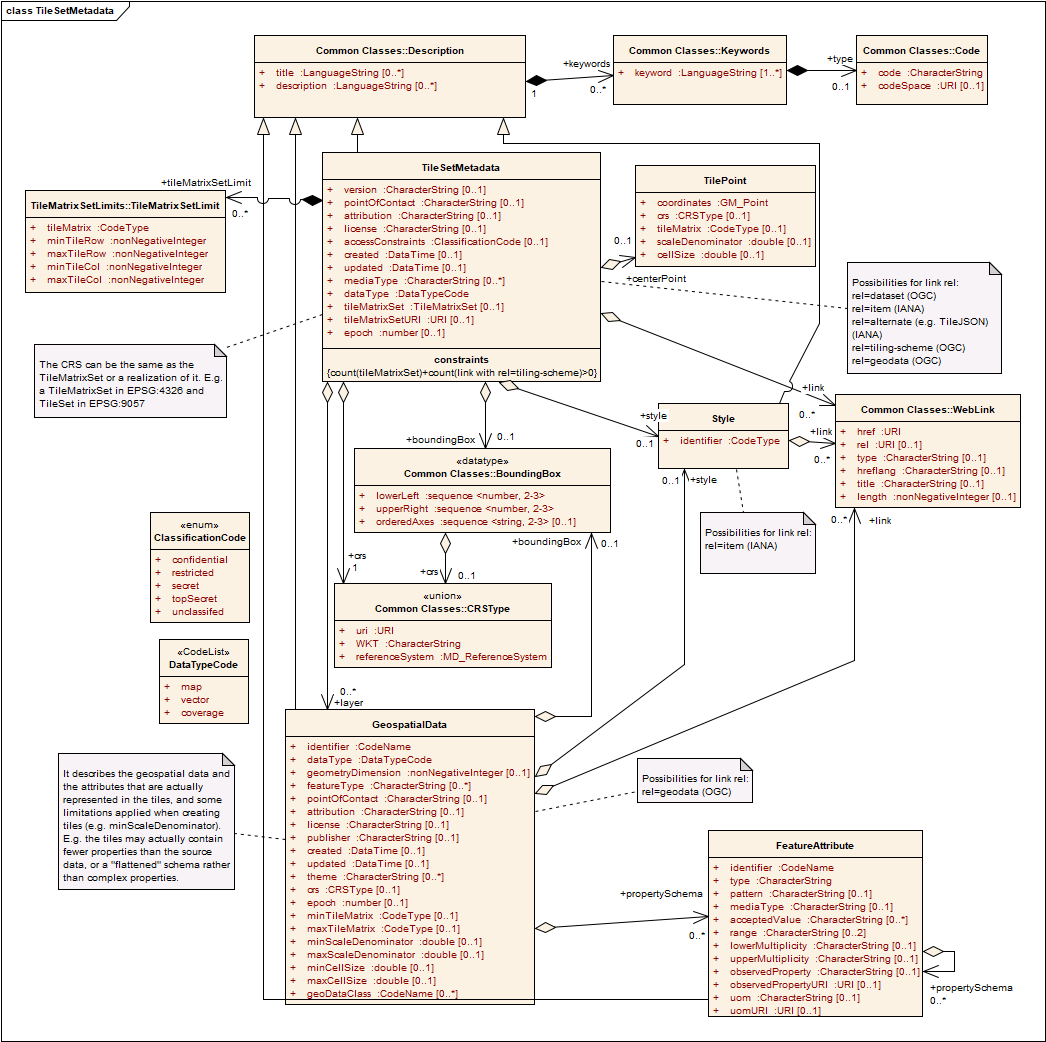 class TileSetMetadata
Common Classes::Description
+ title :LanguageString [0..*]
+ description :LanguageString [0..*]
+keywords
1
0..*
Common Classes::Keywords
+ keyword :LanguageString [1..*]
+type
0..1
Common Classes::Code
+ code :CharacterString
+ codeSpace :URI [0..1]
+tileMatrixSetLimit
0..*
TileMatrixSetLimits::TileMatrixSetLimit
+ tileMatrix :CodeType
+ minTileRow :nonNegativeInteger
+ maxTileRow :nonNegativeInteger
+ minTileCol :nonNegativeInteger
+ maxTileCol :nonNegativeInteger
TileSetMetadata
+ version :CharacterString [0..1]
+ pointOfContact :CharacterString [0..1]
+ attribution :CharacterString [0..1]
+ license :CharacterString [0..1]
+ accessConstraints :ClassificationCode [0..1]
+ created :DataTime [0..1]
+ updated :DataTime [0..1]
+ mediaType :CharacterString [0..*]
+ dataType :DataTypeCode
+ tileMatrixSet :TileMatrixSet [0..1]
+ tileMatrixSetURI :URI [0..1]
+ epoch :number [0..1]
constraints
{count(tileMatrixSet)+count(link with rel=tiling-scheme)>0}
TilePoint
+ coordinates :GM_Point
+ crs :CRSType [0..1]
+ tileMatrix :CodeType [0..1]
+ scaleDenominator :double [0..1]
+ cellSize :double [0..1]
0..1
+centerPoint
Possibilities for link rel:
rel=dataset (OGC)
rel=item (IANA)
rel=alternate (e.g. TileJSON)
(IANA)
rel=tiling-scheme (OGC)
rel=geodata (OGC)
The CRS can be the same as the
TileMatrixSet or a realization of it. E.g.
a TileMatrixSet in EPSG:4326 and
TileSet in EPSG:9057
+link
0..*
+style
0..1
Style
+ identifier :CodeType
+link
0..*
Common Classes::WebLink
+ href :URI
+ rel :URI [0..1]
+ type :CharacterString [0..1]
+ hreflang :CharacterString [0..1]
+ title :CharacterString [0..1]
+ length :nonNegativeInteger [0..1]
+boundingBox
0..1
«datatype»
Common Classes::BoundingBox
+ lowerLeft :sequence <number, 2-3>
+ upperRight :sequence <number, 2-3>
+ orderedAxes :sequence <string, 2-3> [0..1]
0..1
+style
0..*
+link
Possibilities for link rel:
rel=item (IANA)
+boundingBox
0..1
«enum»
ClassificationCode
+ confidential
+ restricted
+ secret
+ topSecret
+ unclassifed
+crs
1
+crs
0..1
«union»
Common Classes::CRSType
+ uri :URI
+ WKT :CharacterString
+ referenceSystem :MD_ReferenceSystem
«CodeList»
DataTypeCode
+ map
+ vector
+ coverage
0..*
+layer
GeospatialData
+ identifier :CodeName
+ dataType :DataTypeCode
+ geometryDimension :nonNegativeInteger [0..1]
+ featureType :CharacterString [0..*]
+ pointOfContact :CharacterString [0..1]
+ attribution :CharacterString [0..1]
+ license :CharacterString [0..1]
+ publisher :CharacterString [0..1]
+ created :DataTime [0..1]
+ updated :DataTime [0..1]
+ theme :CharacterString [0..*]
+ crs :CRSType [0..1]
+ epoch :number [0..1]
+ minTileMatrix :CodeType [0..1]
+ maxTileMatrix :CodeType [0..1]
+ minScaleDenominator :double [0..1]
+ maxScaleDenominator :double [0..1]
+ minCellSize :double [0..1]
+ maxCellSize :double [0..1]
+ geoDataClass :CodeName [0..*]
It describes the geospatial data and
the attributes that are actually
represented in the tiles, and some
limitations applied when creating
tiles (e.g. minScaleDenominator).
E.g. the tiles may actually contain
fewer properties than the source
data, or a "flattened" schema rather
than complex properties.
Possibilities for link rel:
rel=geodata (OGC)
+propertySchema
0..*
FeatureAttribute
+ identifier :CodeName
+ type :CharacterString
+ pattern :CharacterString [0..1]
+ mediaType :CharacterString [0..1]
+ acceptedValue :CharacterString [0..*]
+ range :CharacterString [0..2]
+ lowerMultiplicity :CharacterString [0..1]
+ upperMultiplicity :CharacterString [0..1]
+ observedProperty :CharacterString [0..1]
+ observedPropertyURI :URI [0..1]
+ uom :CharacterString [0..1]
+ uomURI :URI [0..1]
+propertySchema
0..*